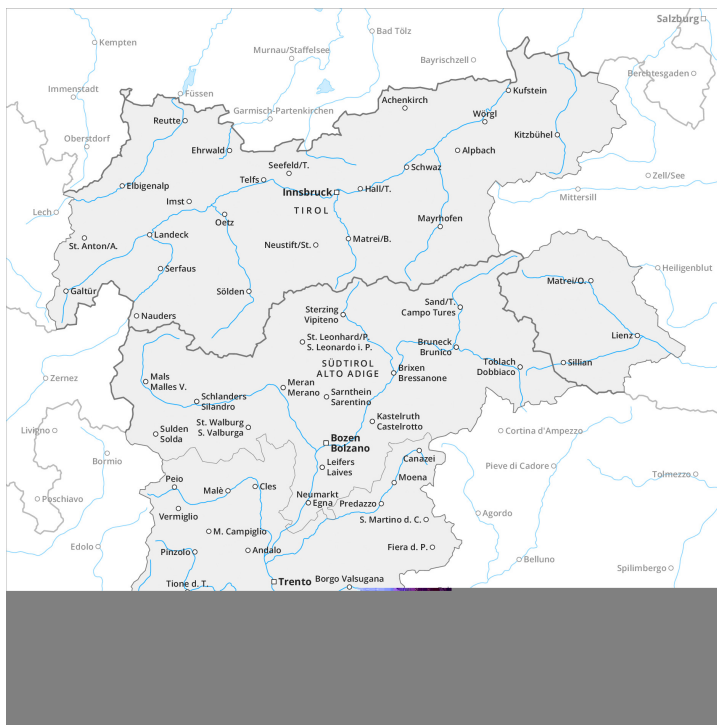 Salzburg
Bad Tölz
Kempten
Murnau/Staffelsee
Bayrischzell
Berchtesgaden
Immenstadt
Füssen
Kufstein
Achenkirch
Garmisch-Partenkirchen
Wörgl
Reutte
Kitzbühel
Oberstdorf
Ehrwald
Alpbach
Seefeld/T.
Schwaz
Telfs
Zell/See
Elbigenalp
Innsbruck
Hall/T.
Mittersill
Imst
TIROL
Lech
Oetz
Mayrhofen
Landeck
St. Anton/A.
Neustift/St.
Matrei/B.
Serfaus
Heiligenblut
Matrei/O.
Galtür
Sölden
Sand/T.
Campo Tures
Nauders
Sterzing
Vipiteno
Lienz
St. Leonhard/P.
S. Leonardo i. P.
Bruneck
Brunico
SÜDTIROL
ALTO ADIGE
Toblach
Dobbiaco
Sillian
Brixen
Bressanone
Zernez
Mals
Malles V.
Meran
Merano
Sarnthein
Sarentino
Schlanders
Silandro
St. Walburg
S. Valburga
Kastelruth
Castelrotto
Livigno
Sulden
Solda
Cortina d'Ampezzo
Bozen
Bolzano
Bormio
Canazei
Leifers
Laives
Pieve di Cadore
Tolmezzo
Peio
Malè
Cles
Moena
Poschiavo
Neumarkt
Egna
Predazzo
Vermiglio
Agordo
S. Martino d. C.
M. Campiglio
Edolo
Pinzolo
Andalo
Fiera d. P.
Belluno
Spilimbergo
Tione d. T.
Trento
Borgo Valsugana